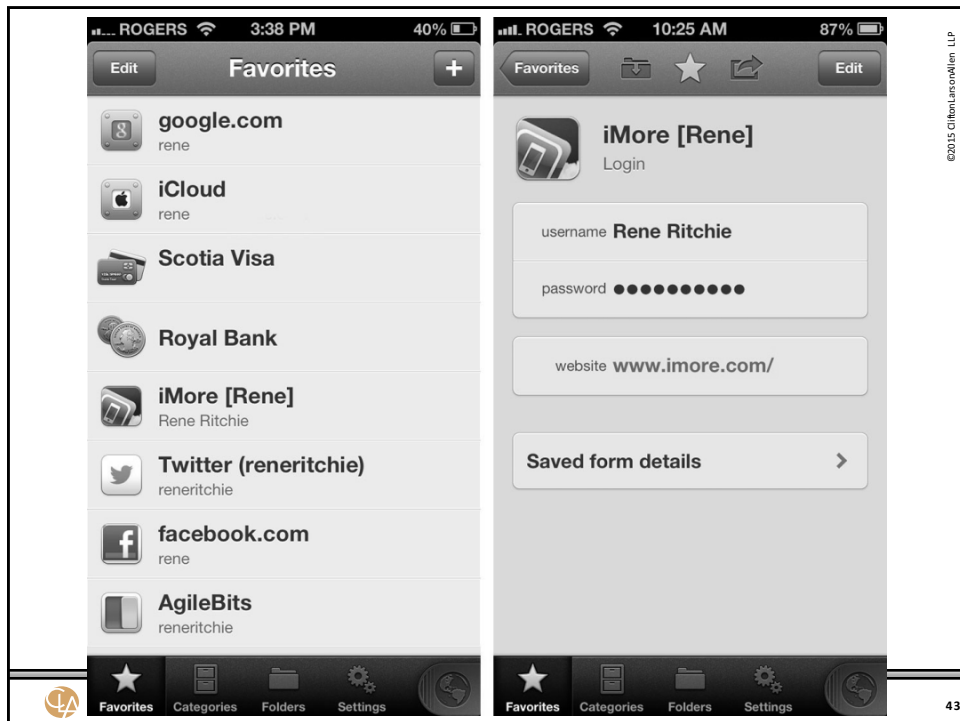 ROGERS 3:38 PM 40%
Edit Favorites +
google.com
rene
iCloud
rene
Scotia Visa
Royal Bank
iMore [Rene]
Rene Ritchie
Twitter (reneritchie)
reneritchie
facebook.com
rene
AgileBits
reneritchie
Favorites Categories Folders Settings
ROGERS 10:25 AM 87%
Favorites Edit
iMore [Rene]
Login
username Rene Ritchie
password ●●●●●●●●●●
website www.imore.com/
Saved form details
Favorites Categories Folders Settings
©2015 CliftonLarsonAllen LLP
CLA
43